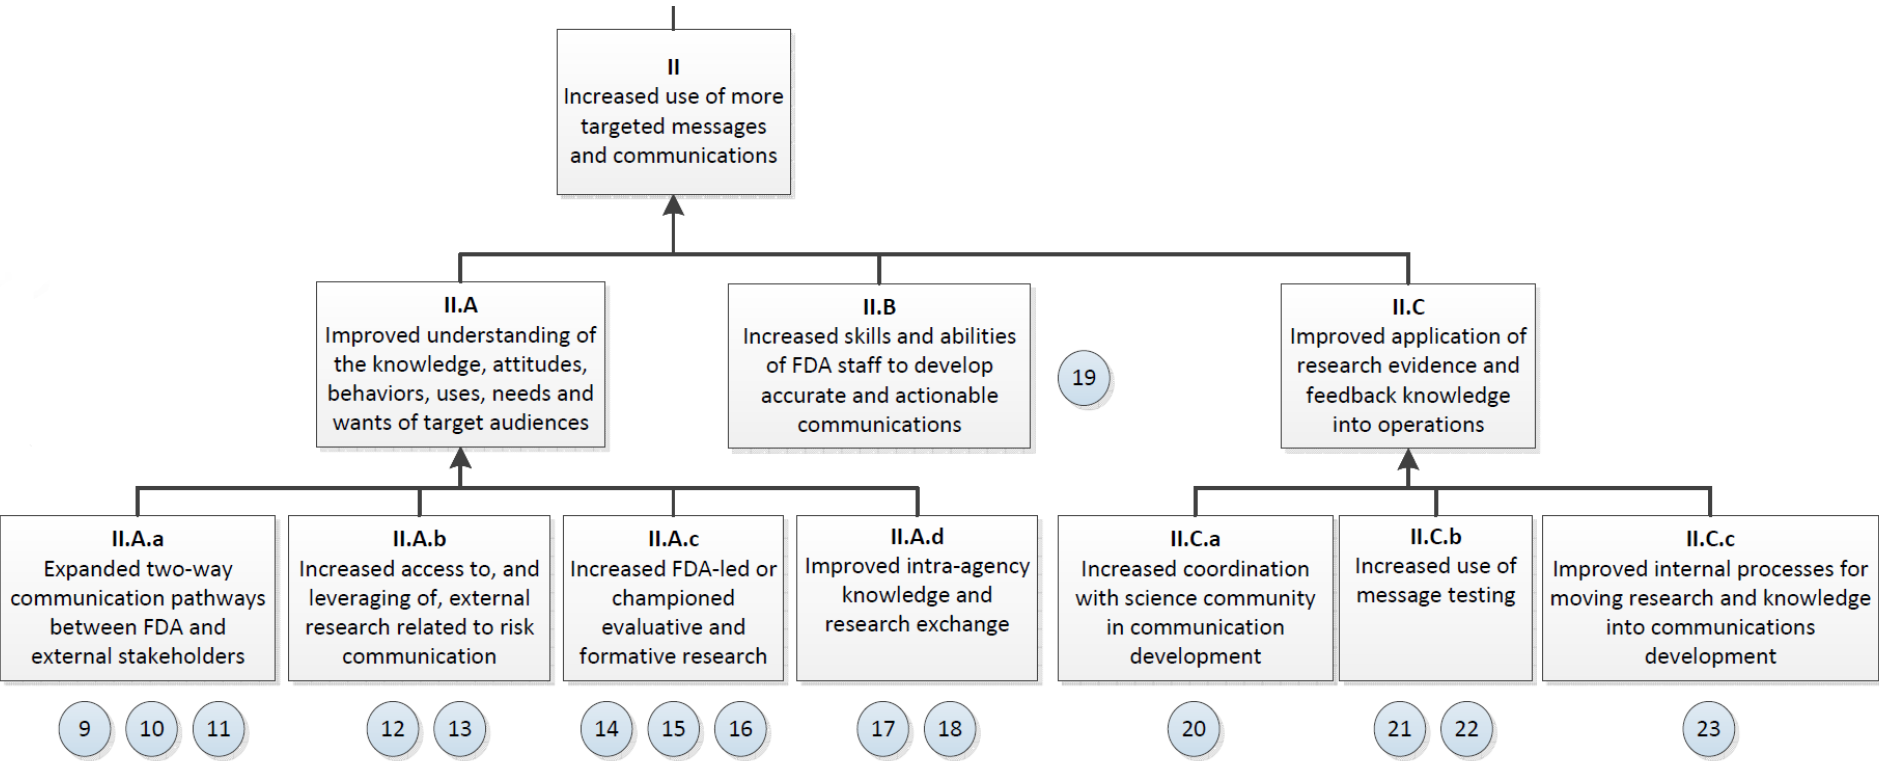 II
Increased use of more
targeted messages
and communications
II.A
Improved understanding of
the knowledge, attitudes,
behaviors, uses, needs and
wants of target audiences
II.B
Increased skills and abilities
of FDA staff to develop
accurate and actionable
communications
19
II.C
Improved application of
research evidence and
feedback knowledge
into operations
II.A.a
Expanded two-way
communication pathways
between FDA and
external stakeholders
II.A.b
Increased access to, and
leveraging of, external
research related to risk
communication
II.A.c
Increased FDA-led or
championed
evaluative and
formative research
II.A.d
Improved intra-agency
knowledge and
research exchange
II.C.a
Increased coordination
with science community
in communication
development
II.C.b
Increased use of
message testing
II.C.c
Improved internal processes for
moving research and knowledge
into communications
development
9 10 11 12 13 14 15 16 17 18 20 21 22 23